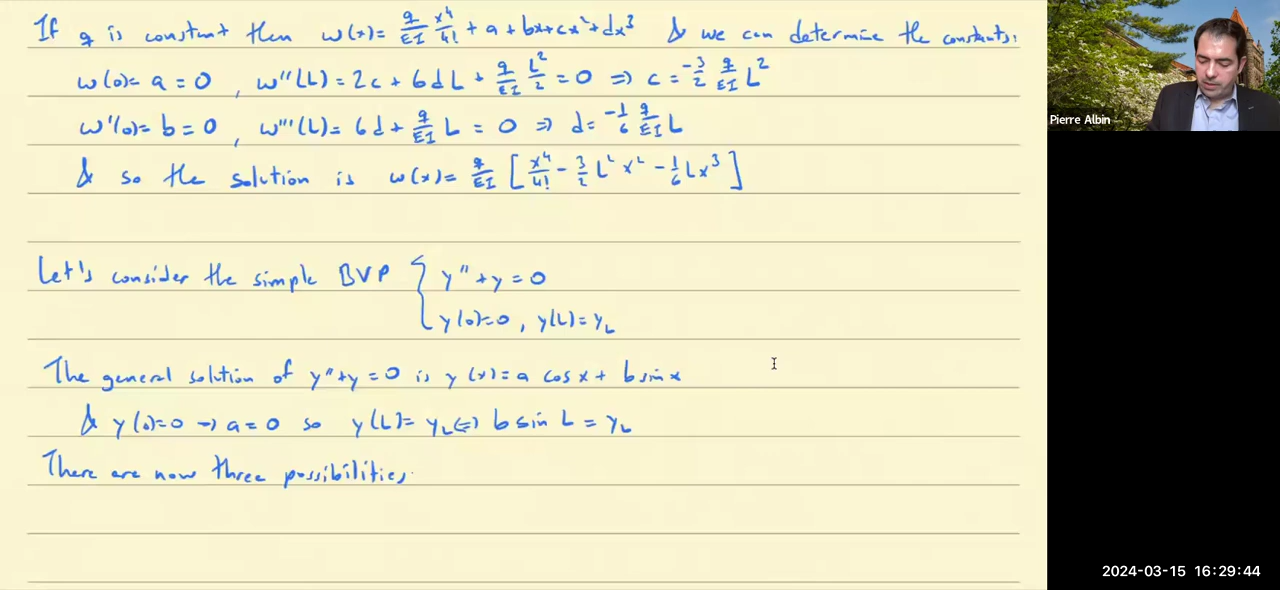 If q is constant then w(x)= q/EI x⁴/4! + a + bx + cx² + dx³ & we can determine the constants:
w(0)= a = 0 , w''(L)= 2c + 6dL + q/EI L²/2 = 0 ⇒ c = -3/2 q/EI L²
w'(0)= b = 0 , w'''(L)= 6d + q/EI L = 0 ⇒ d= -1/6 q/EI L
& so the solution is w(x)= q/EI [ x⁴/4! - 3/2 L² x² - 1/6 L x³ ]
Let's consider the simple BVP { y'' + y = 0
y(0)=0 , y(L)= y_L
The general solution of y''+y = 0 is y(x)= a cos x + b sin x
& y(0)=0 → a = 0 so y(L)= y_L ⇔ b sin L = y_L
There are now three possibilities.
Pierre Albin
2024-03-15 16:29:44